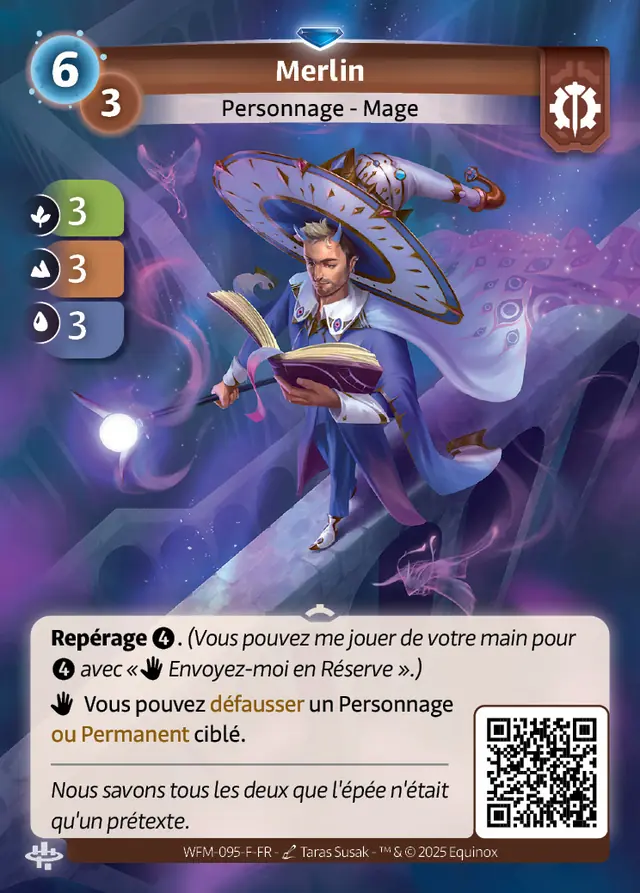 6
3
Merlin
Personnage - Mage
3
3
3
Repérage 4. (Vous pouvez me jouer de votre main pour
4 avec « Envoyez-moi en Réserve ».)
Vous pouvez défausser un Personnage
ou Permanent ciblé.
Nous savons tous les deux que l'épée n'était
qu'un prétexte.
WFM-095-F-FR - Taras Susak - ™ & © 2025 Equinox